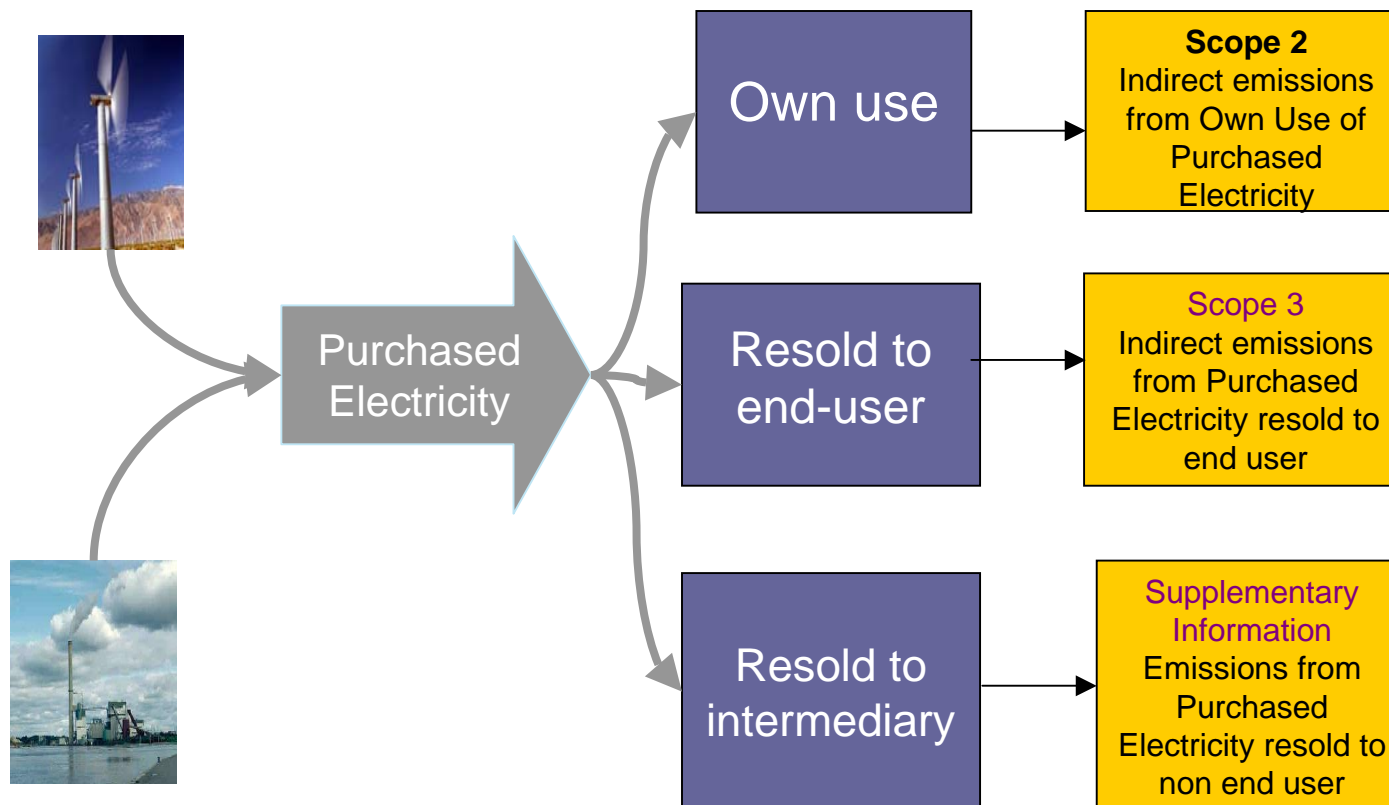 Purchased
Electricity
Own use
Scope 2
Indirect emissions
from Own Use of
Purchased
Electricity
Resold to
end-user
Scope 3
Indirect emissions
from Purchased
Electricity resold to
end user
Resold to
intermediary
Supplementary
Information
Emissions from
Purchased
Electricity resold to
non end user